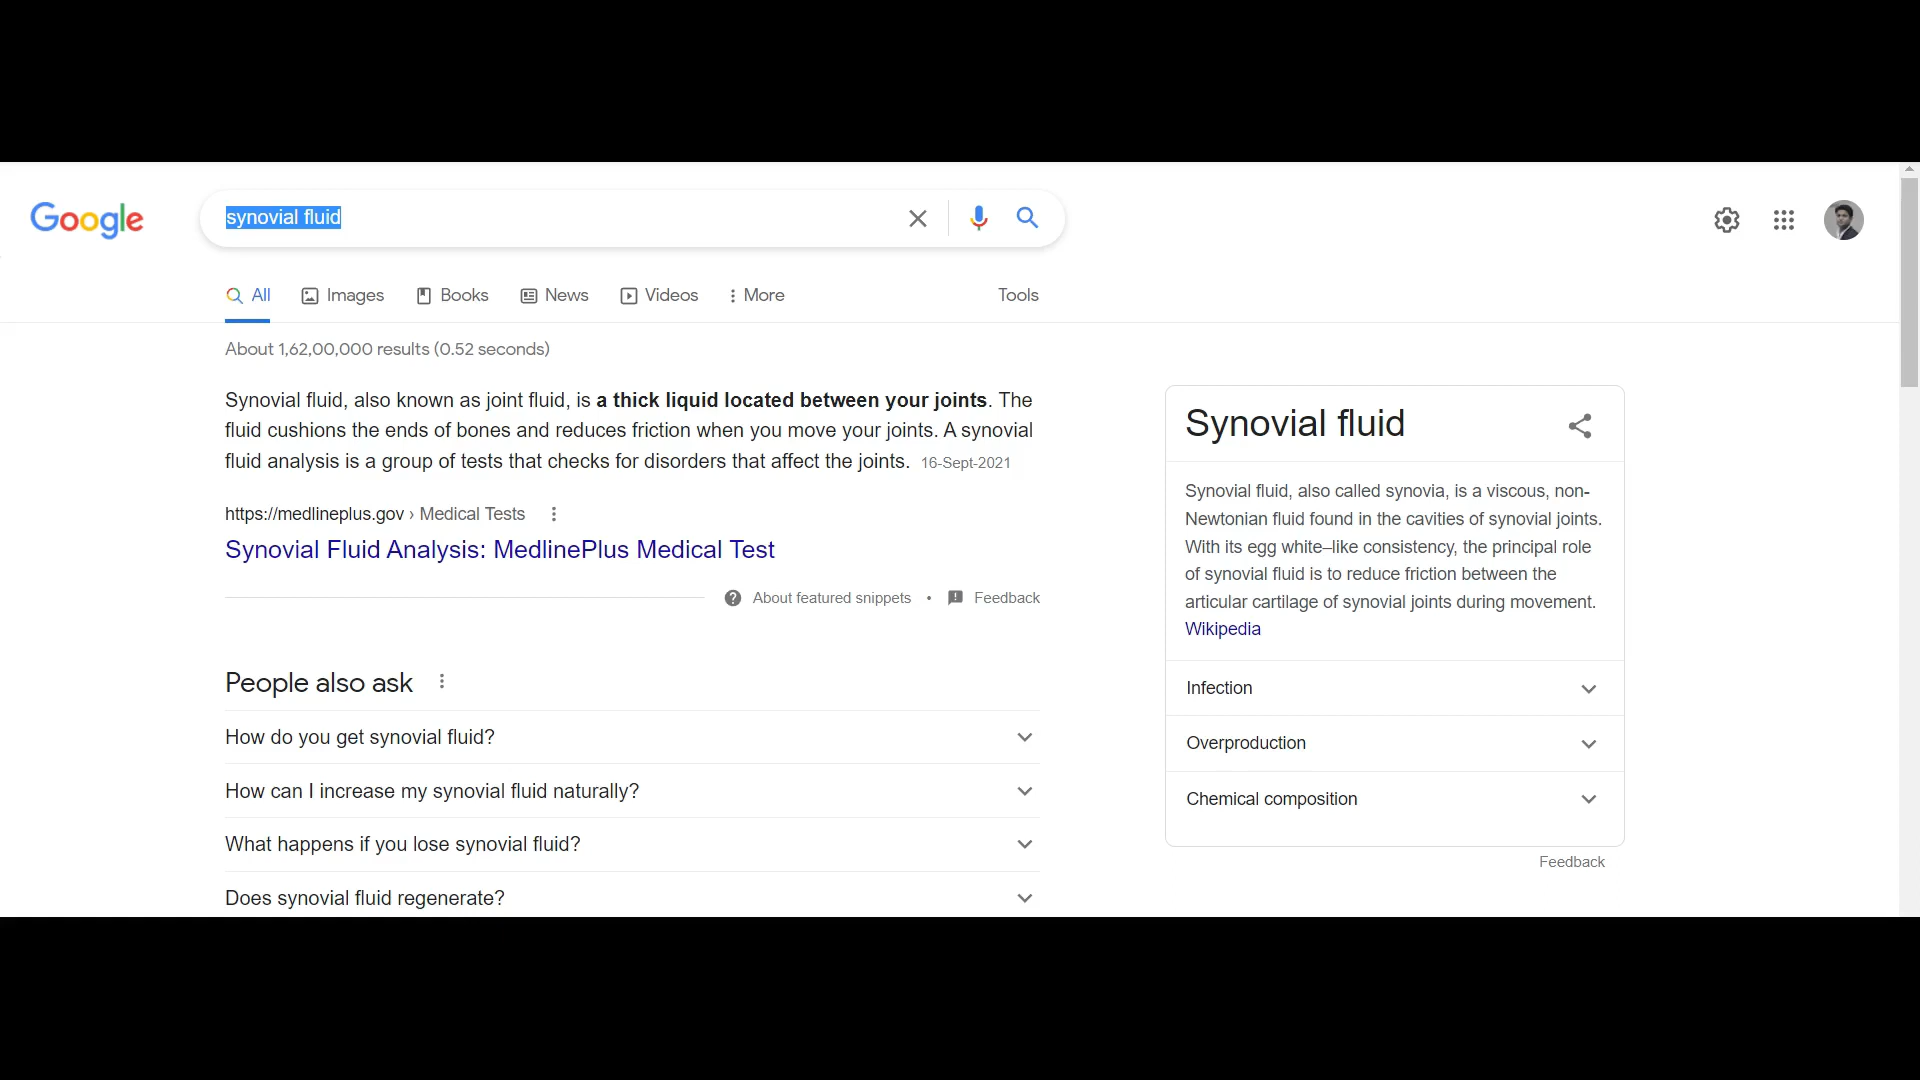 Google
synovial fluid
All Images Books News Videos More Tools
About 1,62,00,000 results (0.52 seconds)
Synovial fluid, also known as joint fluid, is a thick liquid located between your joints. The
fluid cushions the ends of bones and reduces friction when you move your joints. A synovial
fluid analysis is a group of tests that checks for disorders that affect the joints. 16-Sept-2021
https://medlineplus.gov › Medical Tests
Synovial Fluid Analysis: MedlinePlus Medical Test
About featured snippets • Feedback
People also ask
How do you get synovial fluid?
How can I increase my synovial fluid naturally?
What happens if you lose synovial fluid?
Does synovial fluid regenerate?
Synovial fluid
Synovial fluid, also called synovia, is a viscous, non-
Newtonian fluid found in the cavities of synovial joints.
With its egg white–like consistency, the principal role
of synovial fluid is to reduce friction between the
articular cartilage of synovial joints during movement.
Wikipedia
Infection
Overproduction
Chemical composition
Feedback